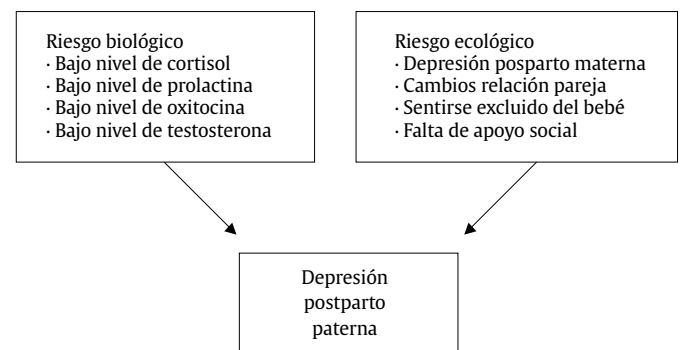 Riesgo biológico
· Bajo nivel de cortisol
· Bajo nivel de prolactina
· Bajo nivel de oxitocina
· Bajo nivel de testosterona
Riesgo ecológico
· Depresión posparto materna
· Cambios relación pareja
· Sentirse excluido del bebé
· Falta de apoyo social
Depresión
postparto
paterna